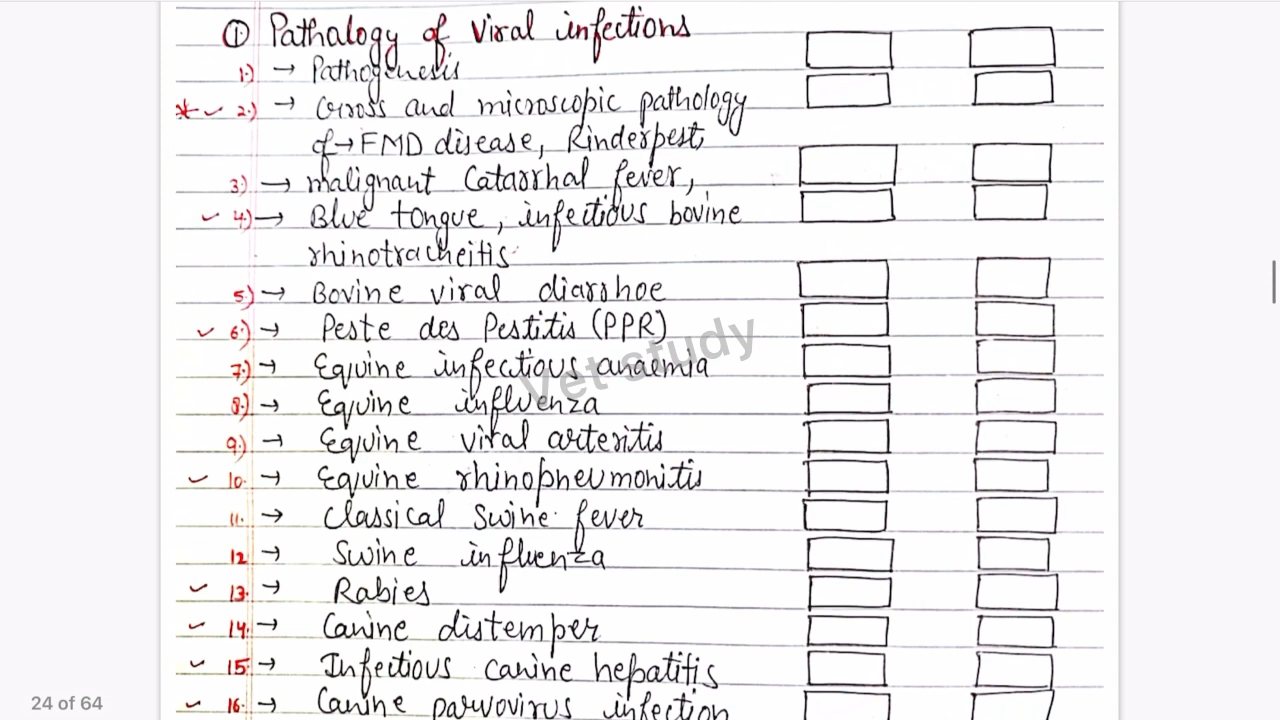 ① Pathalogy of Viral infections
1.) → Pathogenesis
* ✓ 2.) → Gross and microscopic pathology
of → FMD disease, Rinderpest,
3.) → malignant Catarrhal fever,
✓ 4.) → Blue tongue, infectious bovine
rhinotracheitis.
5.) → Bovine viral diarrhoe
✓ 6.) → Peste des Pestitis (PPR)
7.) → Equine infectious anaemia
8.) → Equine influenza
9.) → Equine viral arteritis
✓ 10. → Equine rhinopneumonitis
11. → Classical Swine fever
12. → Swine influenza
✓ 13. → Rabies
✓ 14. → Canine distemper
✓ 15. → Infectious canine hepatitis
✓ 16. → Canine parvovirus infection
Vet study
24 of 64